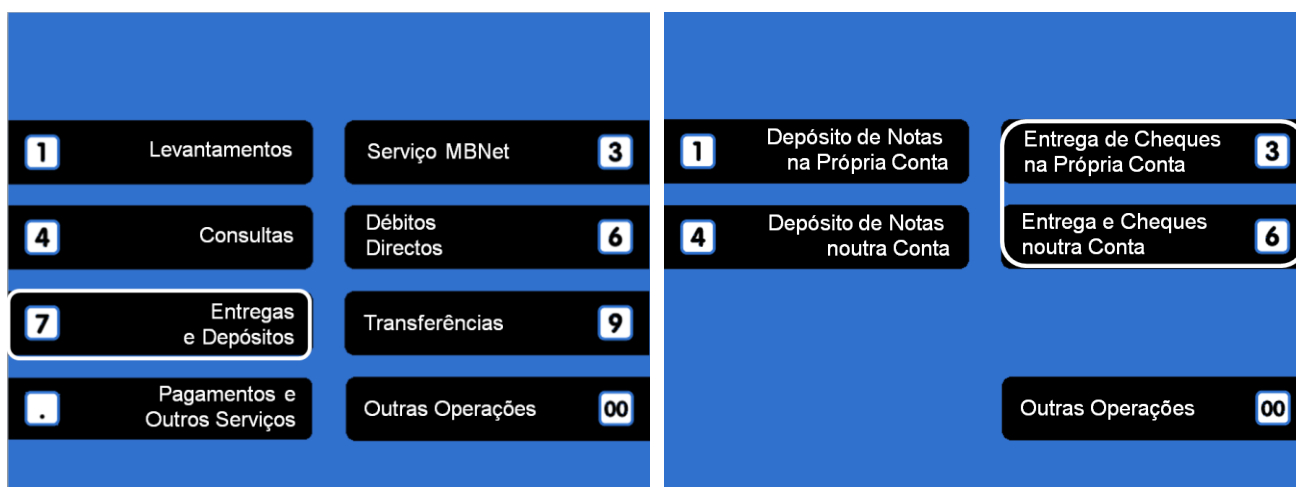 1 Levantamentos
Serviço MBNet 3
4 Consultas
Débitos
Directos 6
7 Entregas
e Depósitos
Transferências 9
. Pagamentos e
Outros Serviços
Outras Operações 00
1 Depósito de Notas
na Própria Conta
Entrega de Cheques
na Própria Conta 3
4 Depósito de Notas
noutra Conta
Entrega e Cheques
noutra Conta 6
Outras Operações 00